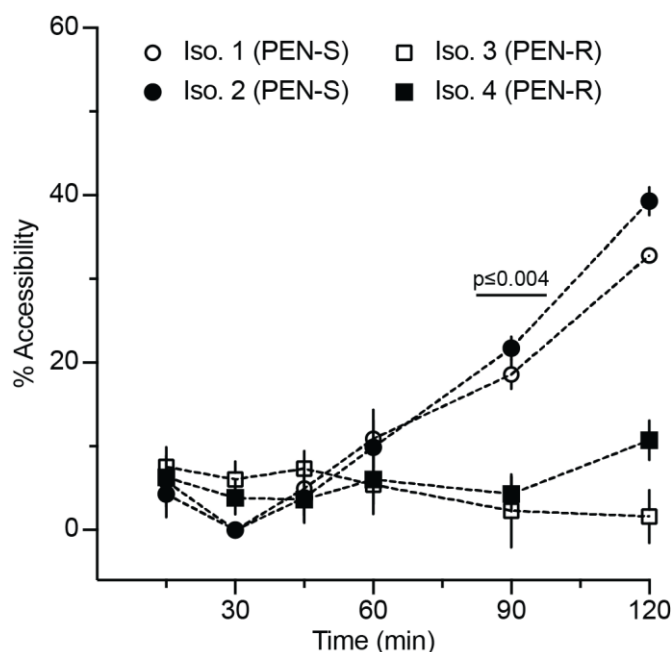 60
Iso. 1 (PEN-S) Iso. 3 (PEN-R)
Iso. 2 (PEN-S) Iso. 4 (PEN-R)
40
% Accessibility
p≤0.004
20
0
30 60 90 120
Time (min)